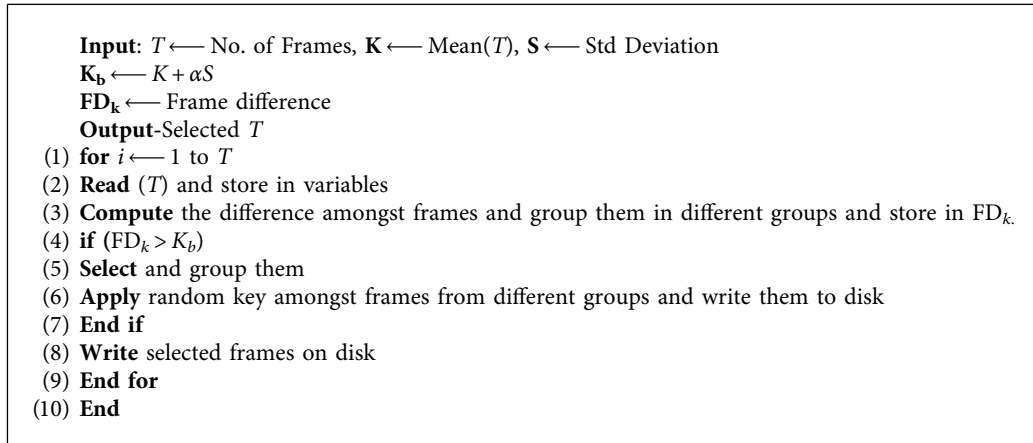 Input: T ⟵ No. of Frames, K ⟵ Mean(T), S ⟵ Std Deviation
K_b ⟵ K + αS
FD_k ⟵ Frame difference
Output-Selected T
(1) for i ⟵ 1 to T
(2) Read (T) and store in variables
(3) Compute the difference amongst frames and group them in different groups and store in FD_k.
(4) if (FD_k > K_b)
(5) Select and group them
(6) Apply random key amongst frames from different groups and write them to disk
(7) End if
(8) Write selected frames on disk
(9) End for
(10) End